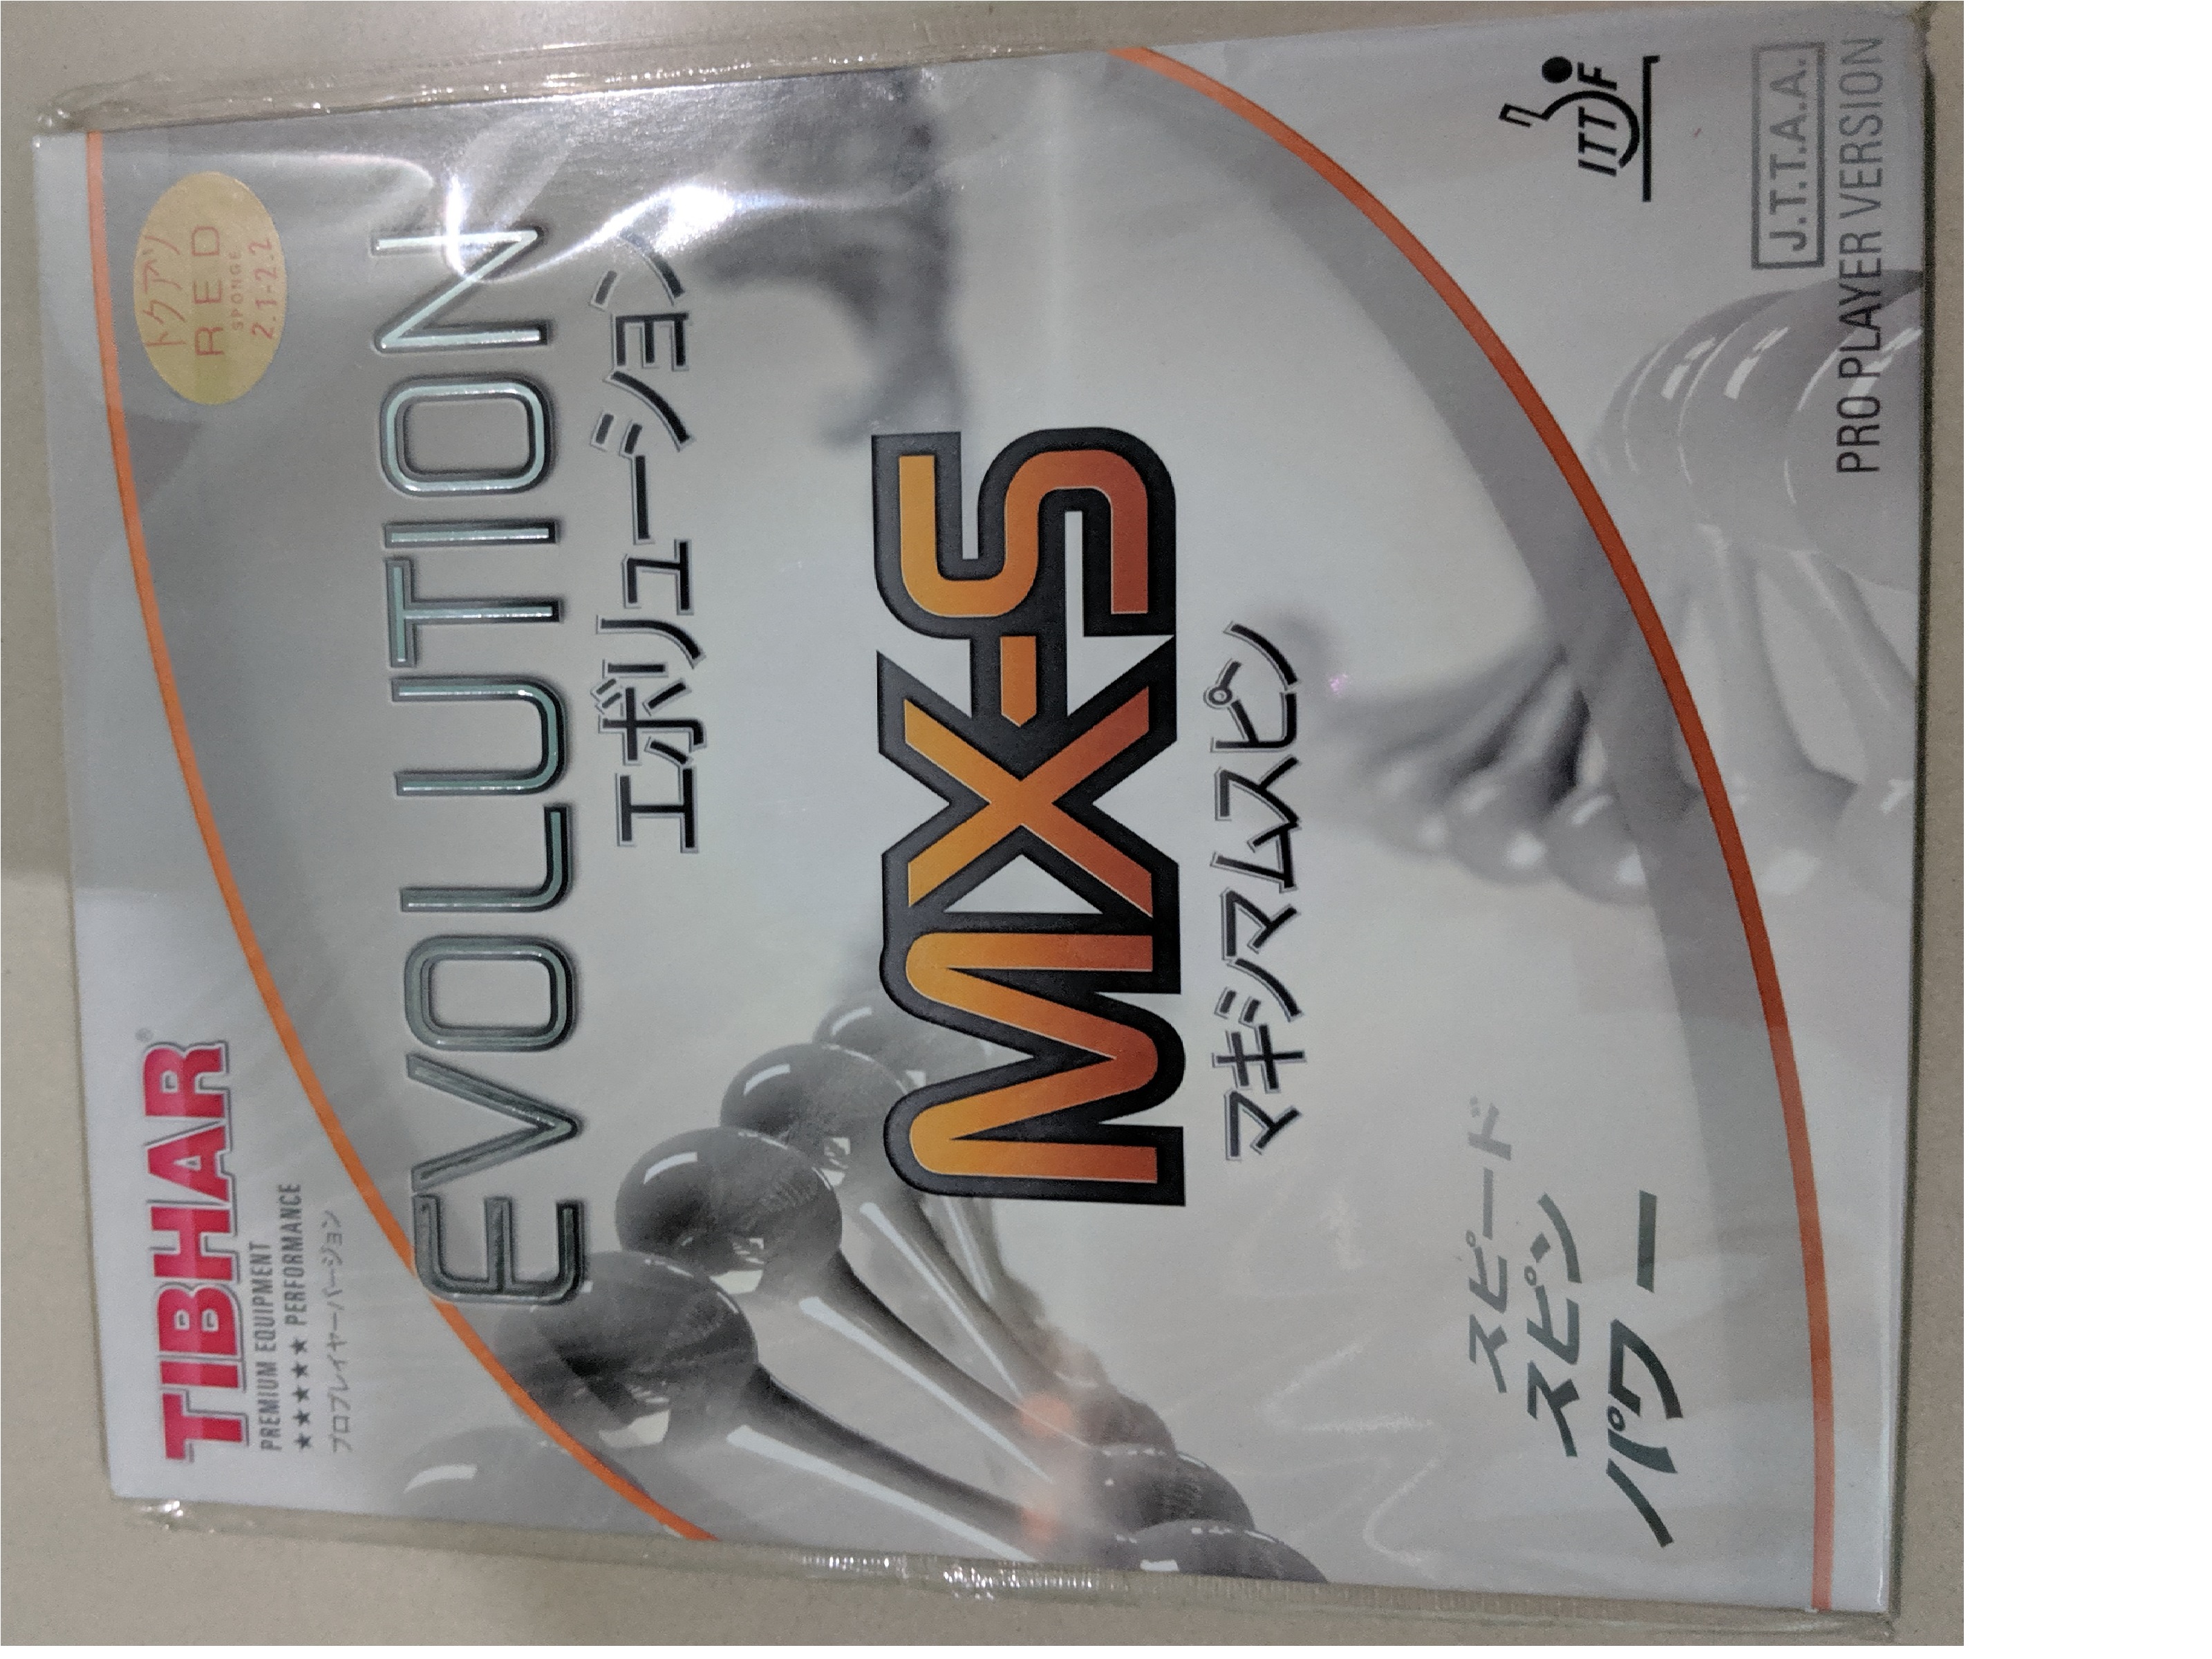 TIBHAR®
PREMIUM EQUIPMENT
★★★★★ PERFORMANCE
プロプレイヤーバージョン
トクアツ
RED
SPONGE
2.1-2.2
EVOLUTION
エボリューション
MX-S
マキシマムスピン
スピード
スピン
パワー
ITTF
J.T.T.A.A.
PRO PLAYER VERSION